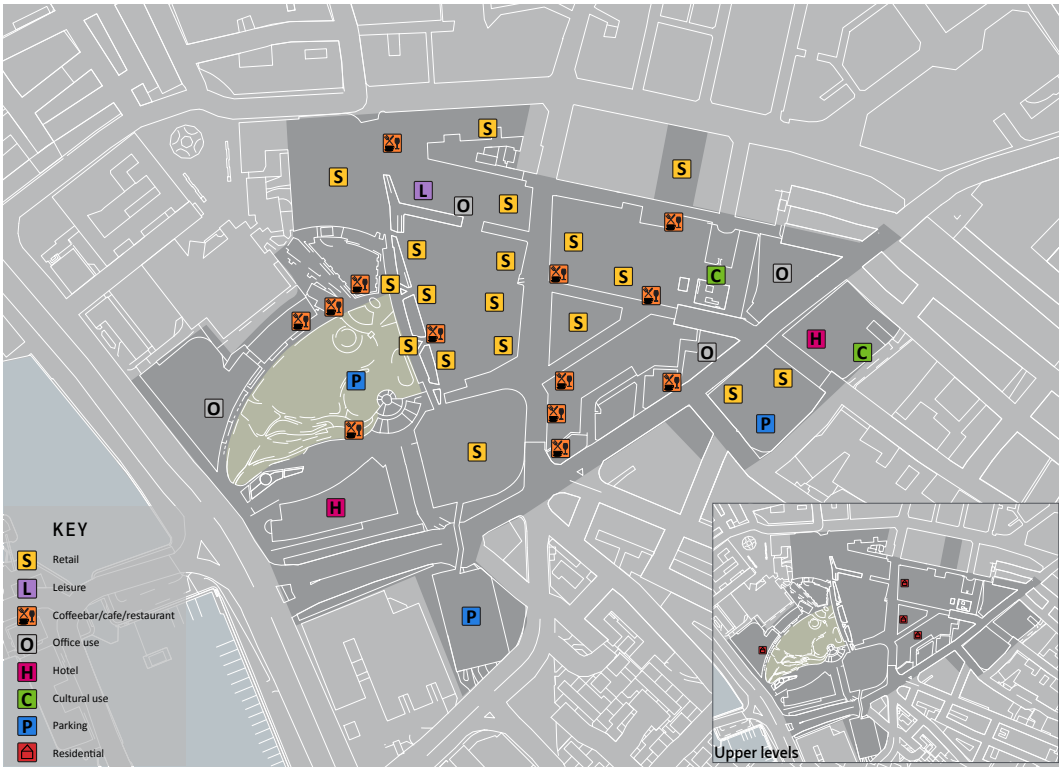 S
S
S
L
O
S
S
S
S
C
O
S
S
S
S
S
S
H
S
S
S
O
C
P
S
S
O
P
S
H
P
KEY
S Retail
L Leisure
Coffeebar/cafe/restaurant
O Office use
H Hotel
C Cultural use
P Parking
Residential
Upper levels